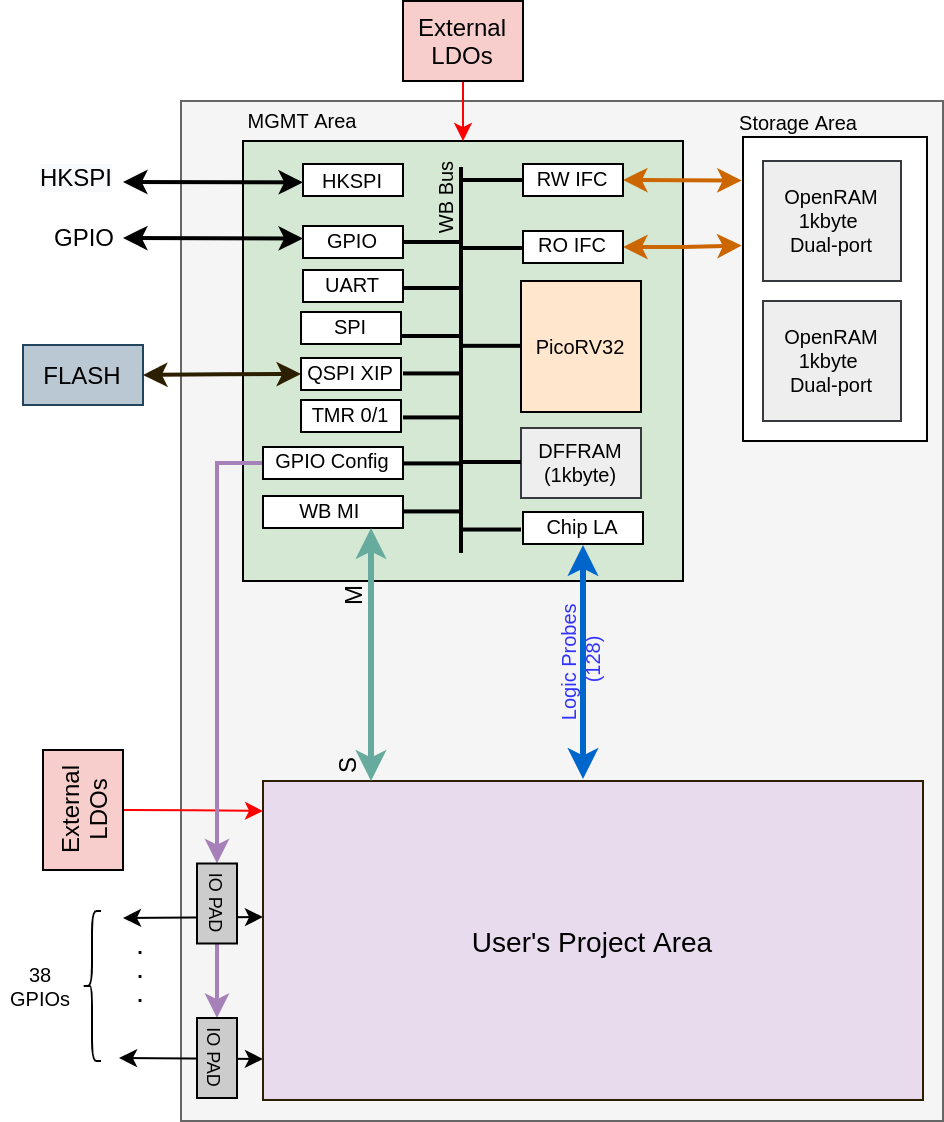 External
LDOs
MGMT Area
Storage Area
HKSPI
GPIO
FLASH
HKSPI
GPIO
UART
SPI
QSPI XIP
TMR 0/1
GPIO Config
WB MI
WB Bus
RW IFC
RO IFC
PicoRV32
DFFRAM
(1kbyte)
Chip LA
OpenRAM
1kbyte
Dual-port
OpenRAM
1kbyte
Dual-port
M
S
Logic Probes
(128)
External
LDOs
IO PAD
IO PAD
38
GPIOs
User's Project Area